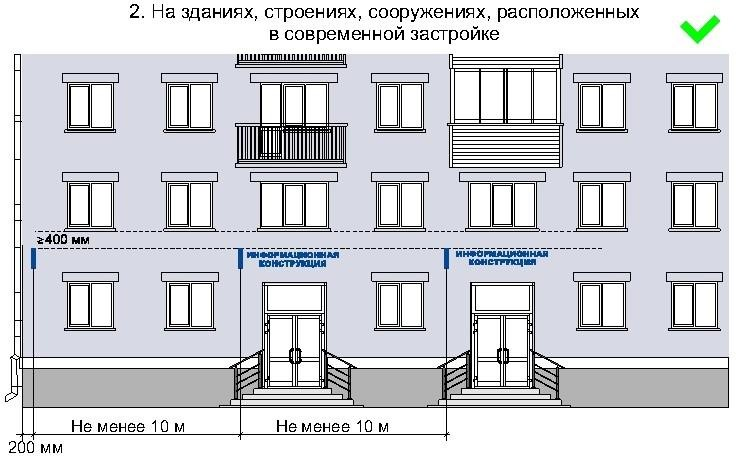 2. На зданиях, строениях, сооружениях, расположенных
в современной застройке
≥400 мм
ИНФОРМАЦИОННАЯ
КОНСТРУКЦИЯ
ИНФОРМАЦИОННАЯ
КОНСТРУКЦИЯ
Не менее 10 м
Не менее 10 м
200 мм